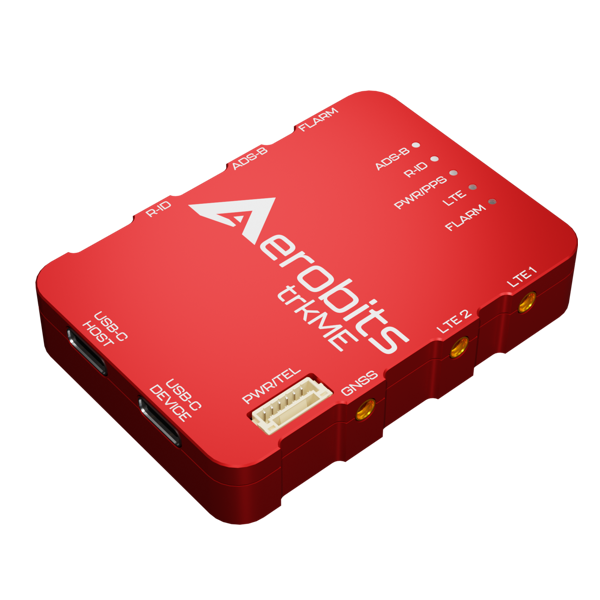 FLARM
ADS-B
R-ID
ADS-B
R-ID
PWR/PPS
LTE
FLARM
Aerobits
trkME
USB-C
HOST
USB-C
DEVICE
PWR/TEL
GNSS
LTE 2
LTE 1